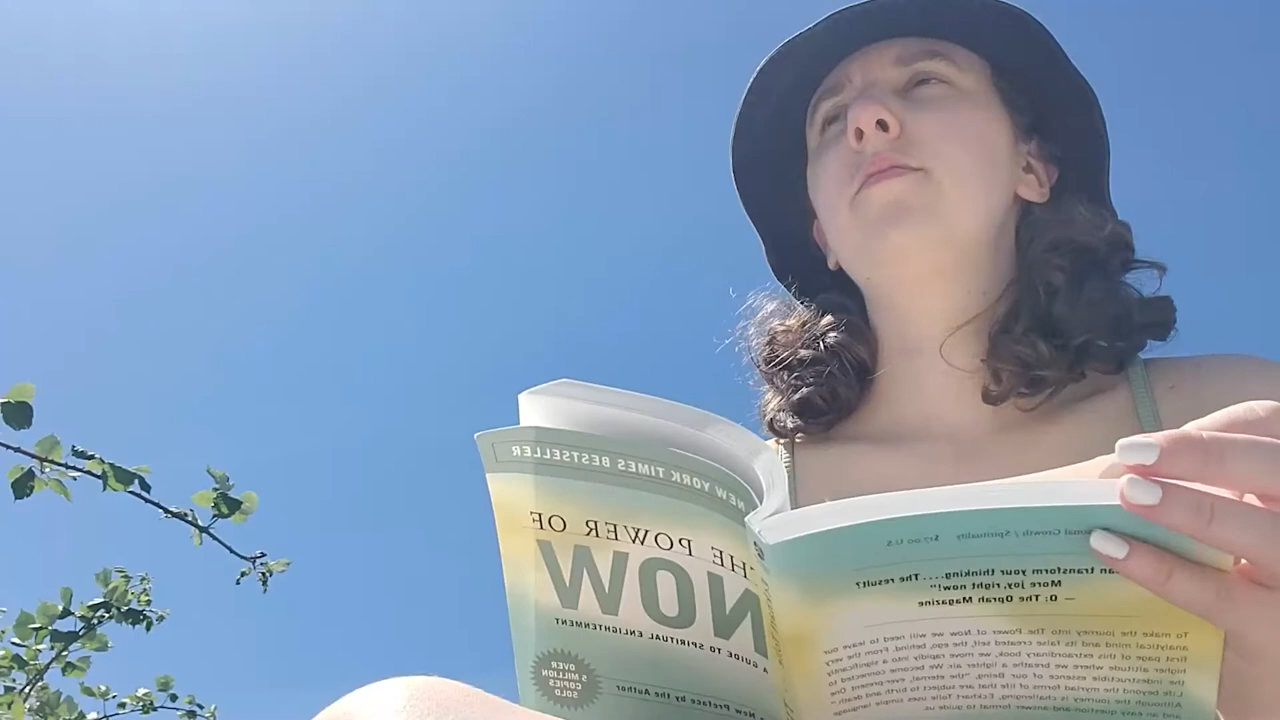 NEW YORK TIMES BESTSELLER
HE POWER OF
NOW
A GUIDE TO SPIRITUAL ENLIGHTENMENT
OVER
5 MILLION
COPIES
SOLD
New Preface by the Author
onal Growth / Spirituality $17.00 U.S.
an transform your thinking.... The result?
More joy, right now!"
— O: The Oprah Magazine
To make the journey into The Power of Now we will need to leave our
analytical mind and its false created self, the ego, behind. From the very
first page of this extraordinary book, we move rapidly into a significantly
higher altitude where we breathe a lighter air. We become connected to
the indestructible essence of our Being, "the eternal, ever-present One
Life beyond the myriad forms of life that are subject to birth and death."
Although the journey is challenging, Eckhart Tolle uses simple language
and an easy question-and-answer format to guide us.